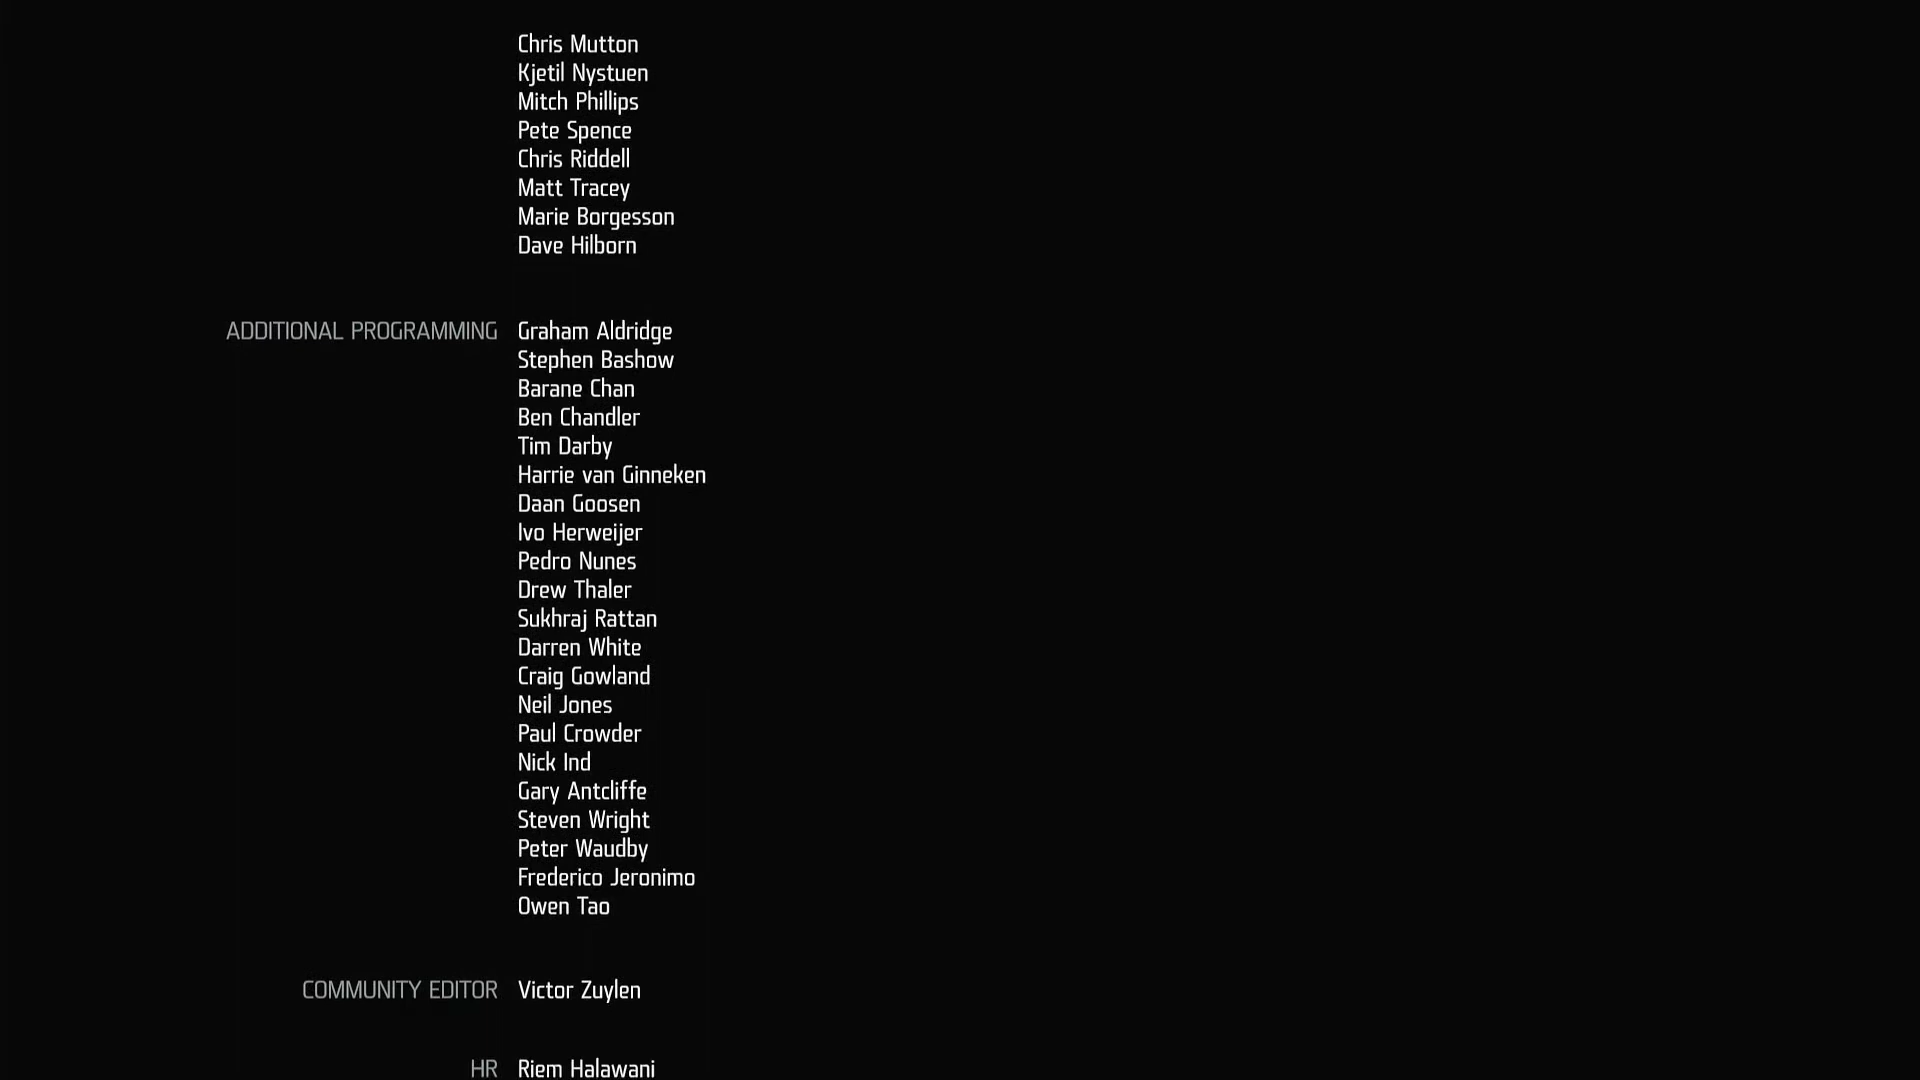 Chris Mutton
Kjetil Nystuen
Mitch Phillips
Pete Spence
Chris Riddell
Matt Tracey
Marie Borgesson
Dave Hilborn
ADDITIONAL PROGRAMMING Graham Aldridge
Stephen Bashow
Barane Chan
Ben Chandler
Tim Darby
Harrie van Ginneken
Daan Goosen
Ivo Herweijer
Pedro Nunes
Drew Thaler
Sukhraj Rattan
Darren White
Craig Gowland
Neil Jones
Paul Crowder
Nick Ind
Gary Antcliffe
Steven Wright
Peter Waudby
Frederico Jeronimo
Owen Tao
COMMUNITY EDITOR Victor Zuylen
HR Riem Halawani